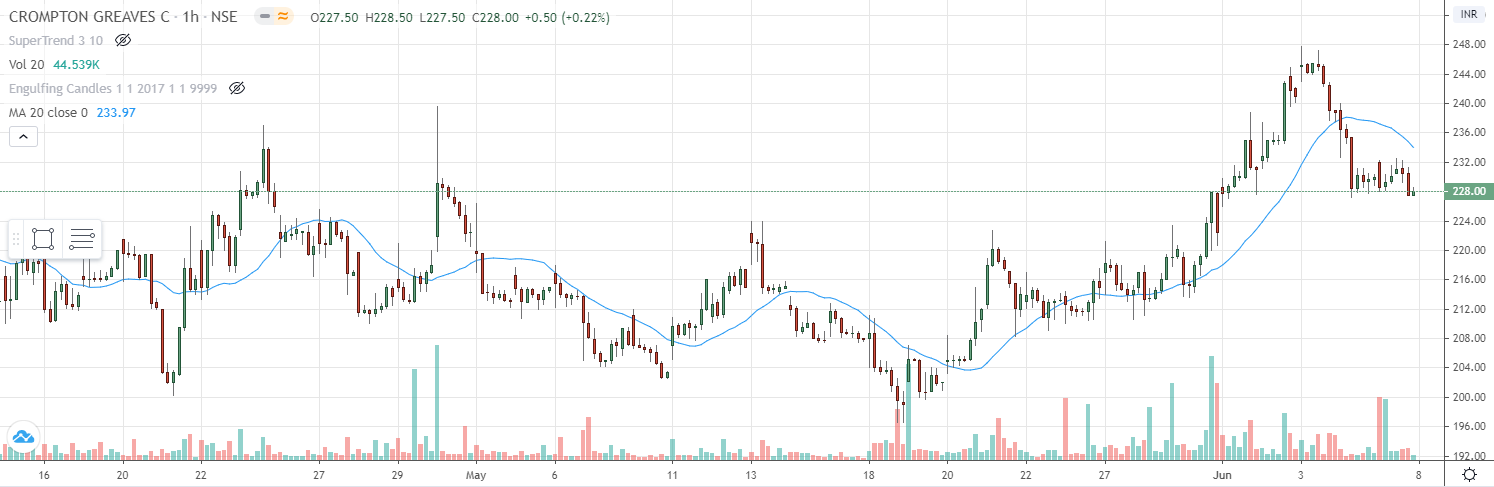 CROMPTON GREAVES C · 1h · NSE O227.50 H228.50 L227.50 C228.00 +0.50 (+0.22%)
SuperTrend 3 10
Vol 20 44.539K
Engulfing Candles 1 1 2017 1 1 9999
MA 20 close 0 233.97
INR
248.00
244.00
240.00
236.00
232.00
228.00
224.00
220.00
216.00
212.00
208.00
204.00
200.00
196.00
192.00
16 20 22 27 29 May 6 11 13 18 20 22 27 Jun 3 8